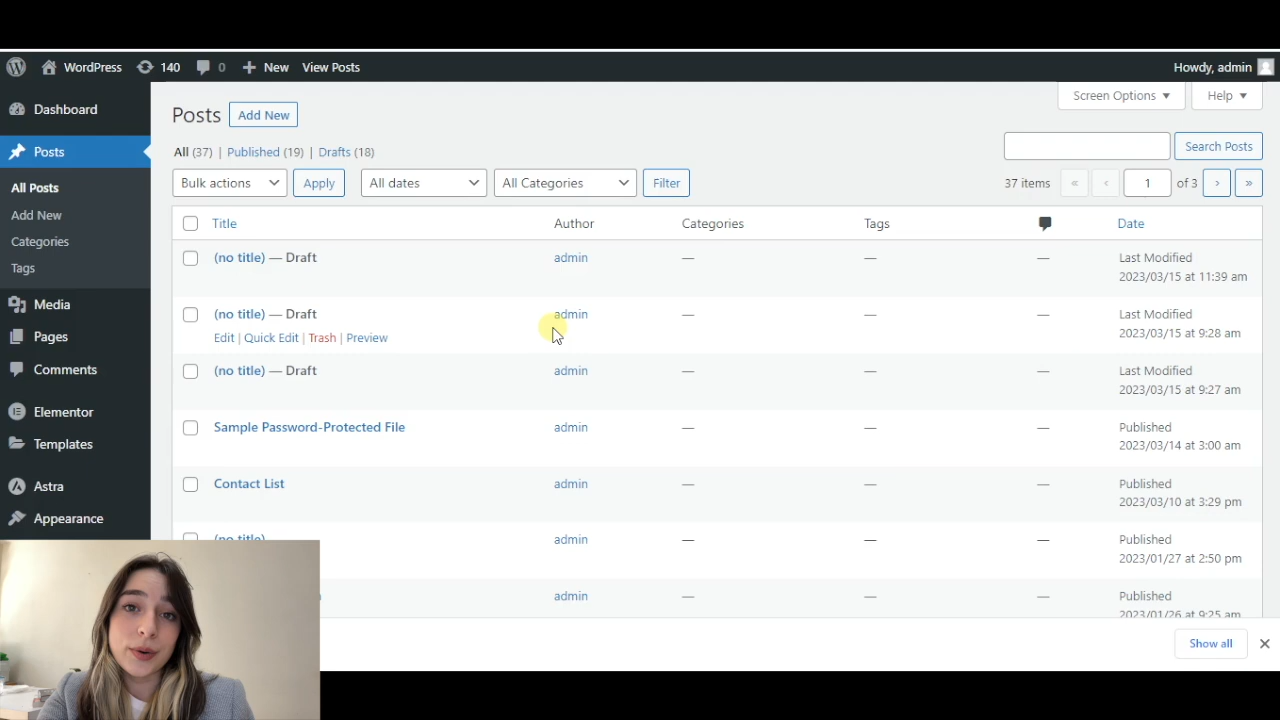 WordPress 140 0 New View Posts Howdy, admin
Screen Options Help
Dashboard
Posts
All Posts
Add New
Categories
Tags
Media
Pages
Comments
Elementor
Templates
Astra
Appearance
Posts Add New
All (37) | Published (19) | Drafts (18)
Search Posts
Bulk actions Apply All dates All Categories Filter 37 items « ‹ 1 of 3 › »
Title Author Categories Tags Date
(no title) — Draft admin — — — Last Modified
2023/03/15 at 11:39 am
(no title) — Draft admin — — — Last Modified
Edit | Quick Edit | Trash | Preview 2023/03/15 at 9:28 am
(no title) — Draft admin — — — Last Modified
2023/03/15 at 9:27 am
Sample Password-Protected File admin — — — Published
2023/03/14 at 3:00 am
Contact List admin — — — Published
2023/03/10 at 3:29 pm
(no title) admin — — — Published
2023/01/27 at 2:50 pm
admin — — — Published
2023/01/26 at 9:25 am
Show all